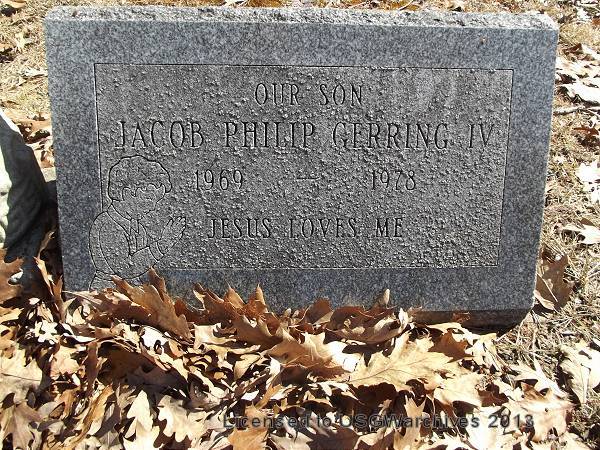 OUR SON
JACOB PHILIP GERRING IV
1969 — 1978
JESUS LOVES ME
Licensed to OSGWarchives 2013